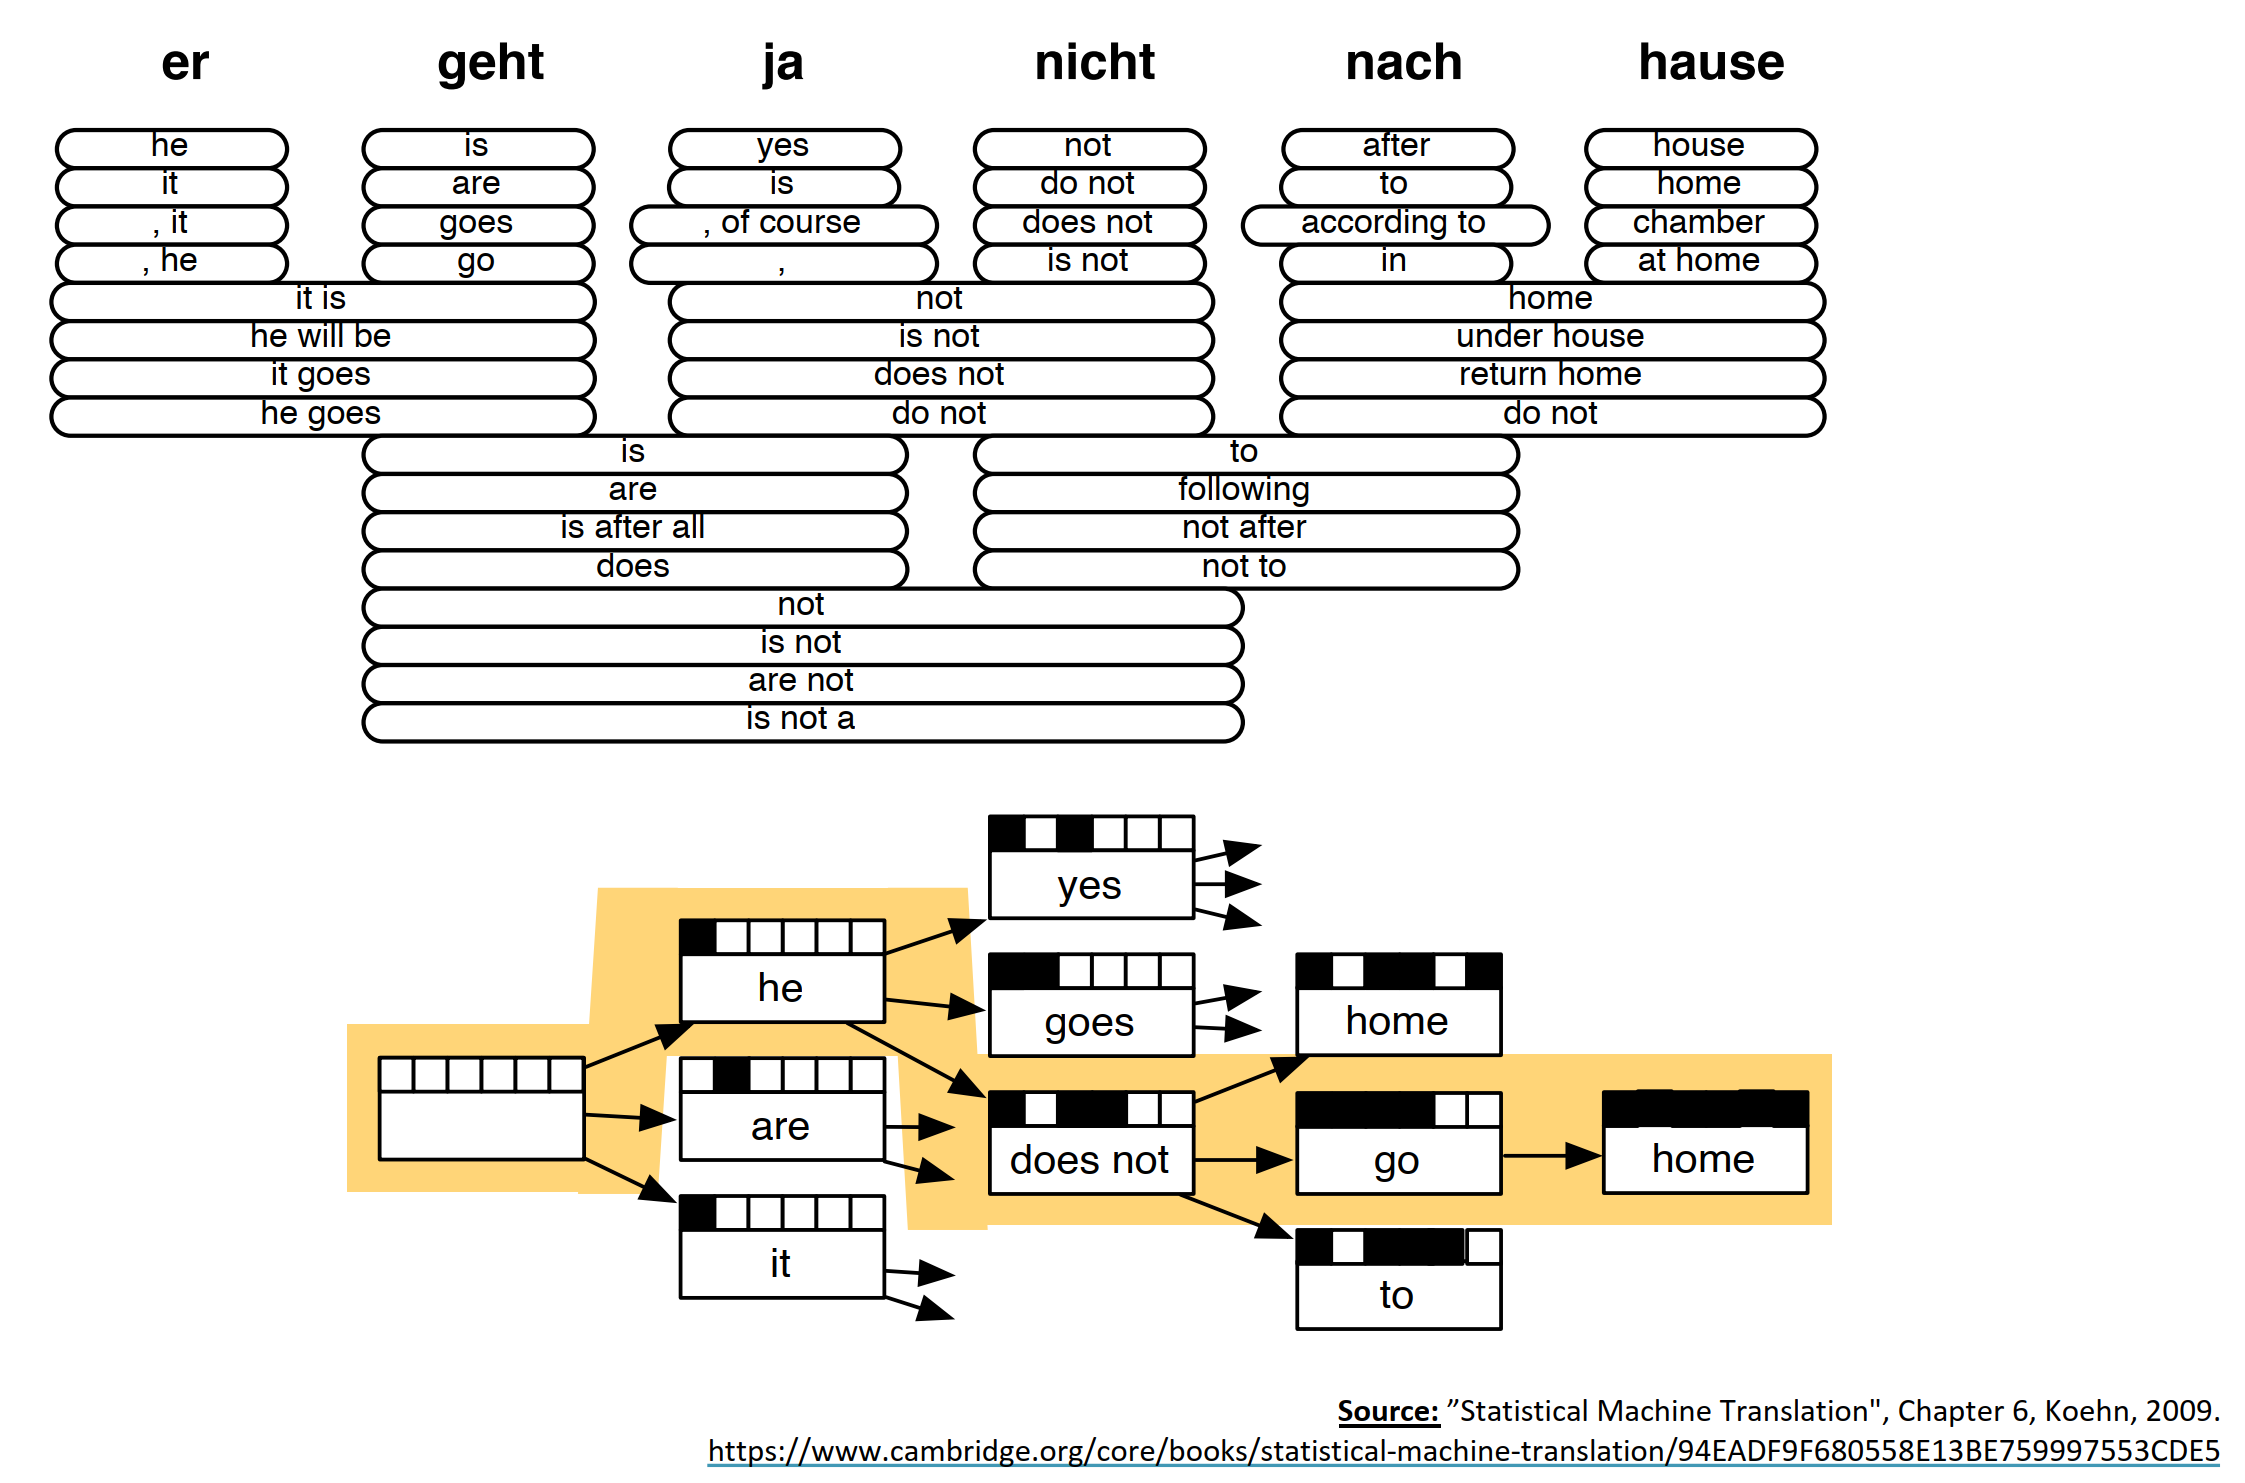 er geht ja nicht nach hause
he is yes not after house
it are is do not to home
, it goes , of course does not according to chamber
, he go , is not in at home
it is not home
he will be is not under house
it goes does not return home
he goes do not do not
is to
are following
is after all not after
does not to
not
is not
are not
is not a
yes
he
goes home
are
does not go home
it
to
Source: ”Statistical Machine Translation", Chapter 6, Koehn, 2009.
https://www.cambridge.org/core/books/statistical-machine-translation/94EADF9F680558E13BE759997553CDE5